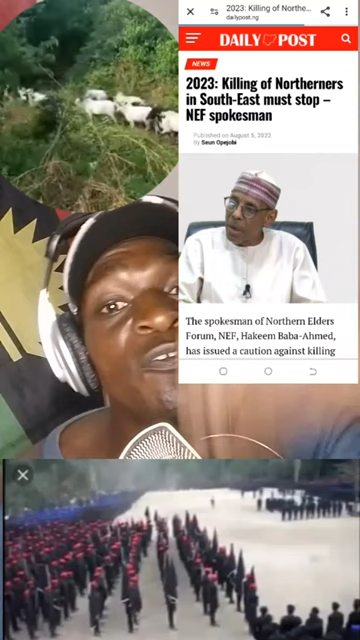 2023: Killing of Northe...
dailypost.ng
DAILY POST
NEWS
2023: Killing of Northerners
in South-East must stop –
NEF spokesman
Published on August 5, 2022
By Seun Opejobi
The spokesman of Northern Elders
Forum, NEF, Hakeem Baba-Ahmed,
has issued a caution against killing